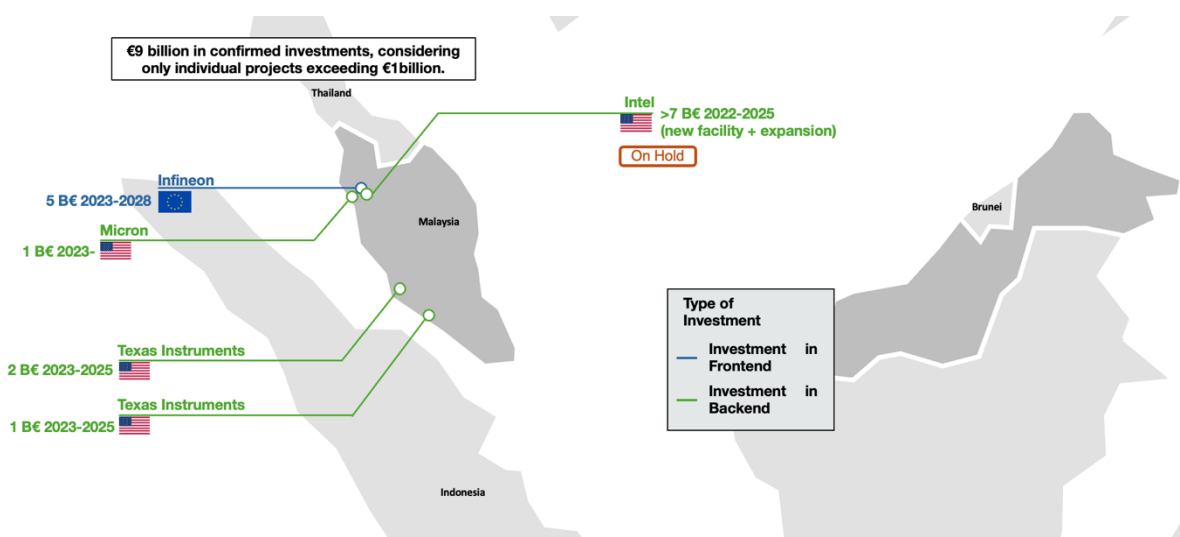 €9 billion in confirmed investments, considering
only individual projects exceeding €1billion.
Thailand
Intel
>7 B€ 2022-2025
(new facility + expansion)
On Hold
Infineon
5 B€ 2023-2028
Micron
1 B€ 2023-
Malaysia
Brunei
Texas Instruments
2 B€ 2023-2025
Texas Instruments
1 B€ 2023-2025
Indonesia
Type of
Investment
Investment in
Frontend
Investment in
Backend